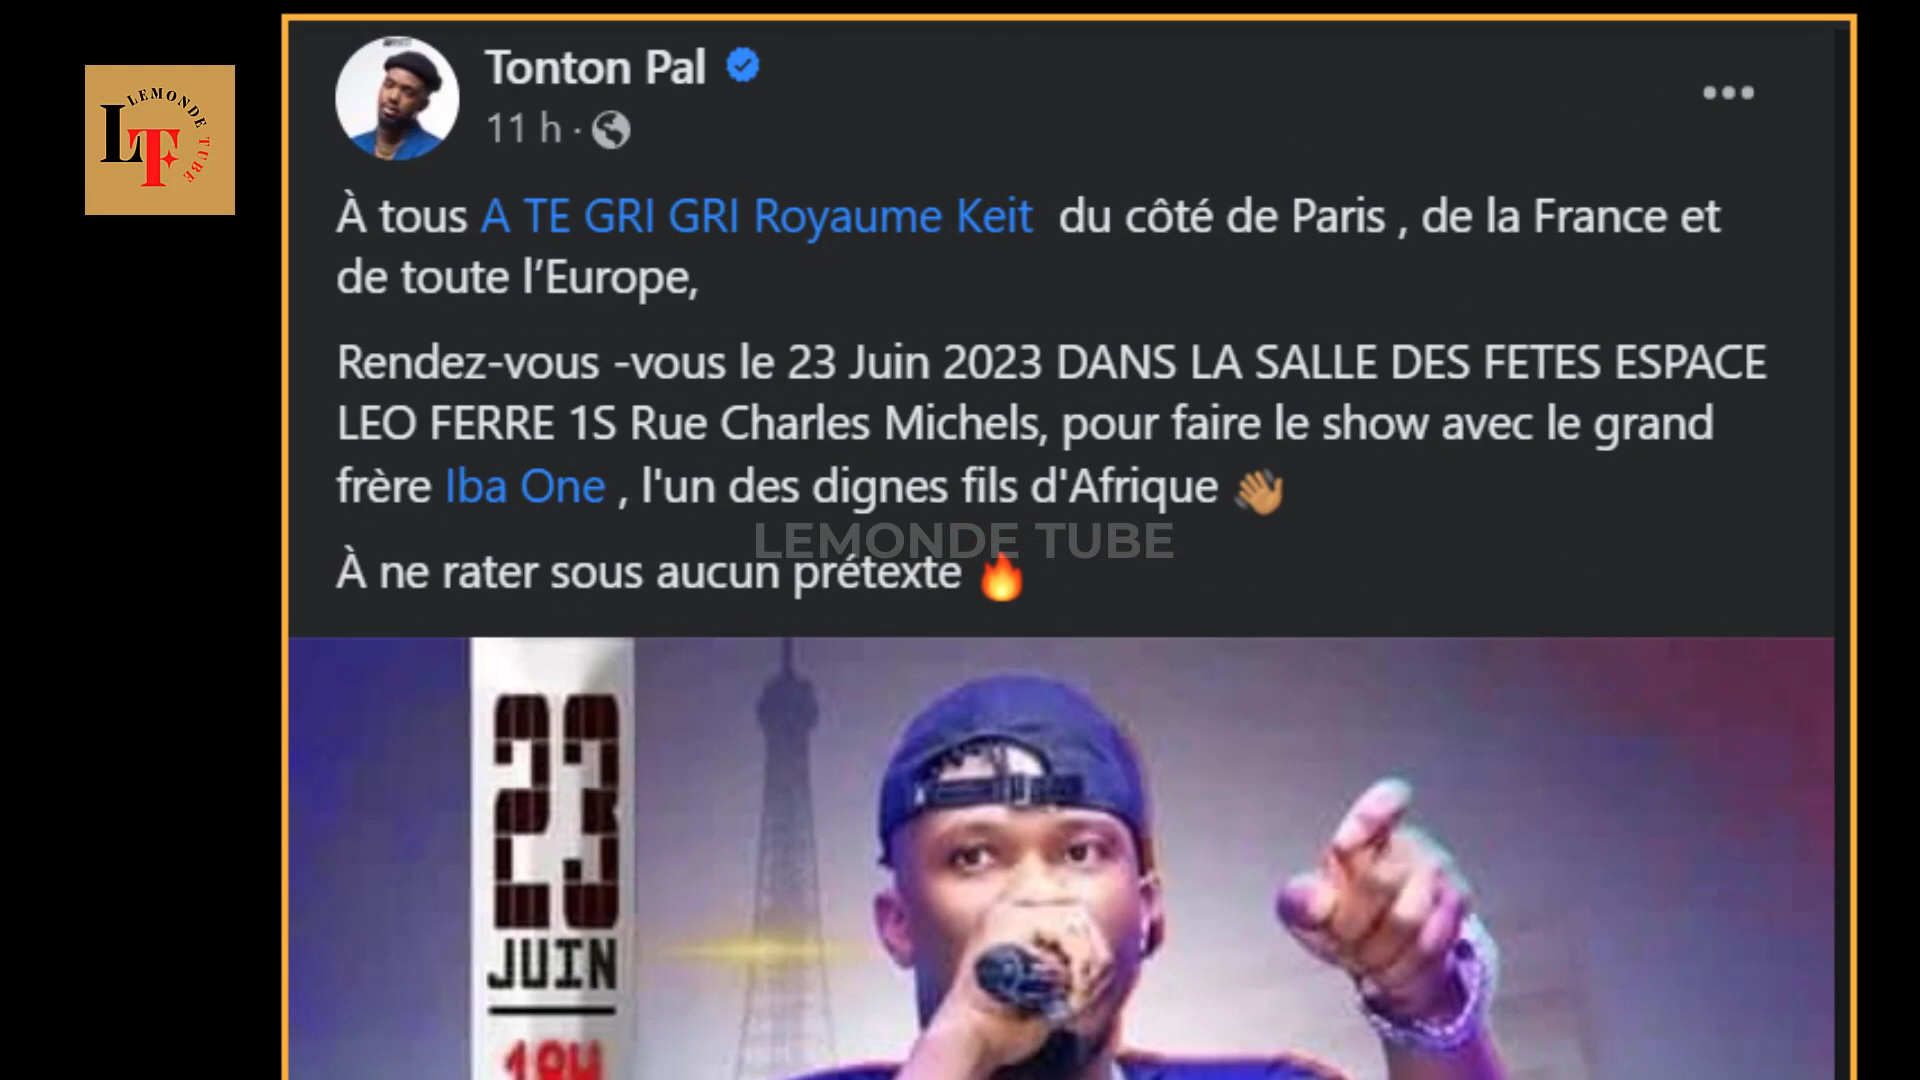 LEMONDE TUBE
LT
Tonton Pal
11 h ·
À tous A TE GRI GRI Royaume Keit du côté de Paris , de la France et
de toute l’Europe,
Rendez-vous -vous le 23 Juin 2023 DANS LA SALLE DES FETES ESPACE
LEO FERRE 1S Rue Charles Michels, pour faire le show avec le grand
frère Iba One , l'un des dignes fils d'Afrique 👋🏽
LEMONDE TUBE
À ne rater sous aucun prétexte 🔥
23
JUIN